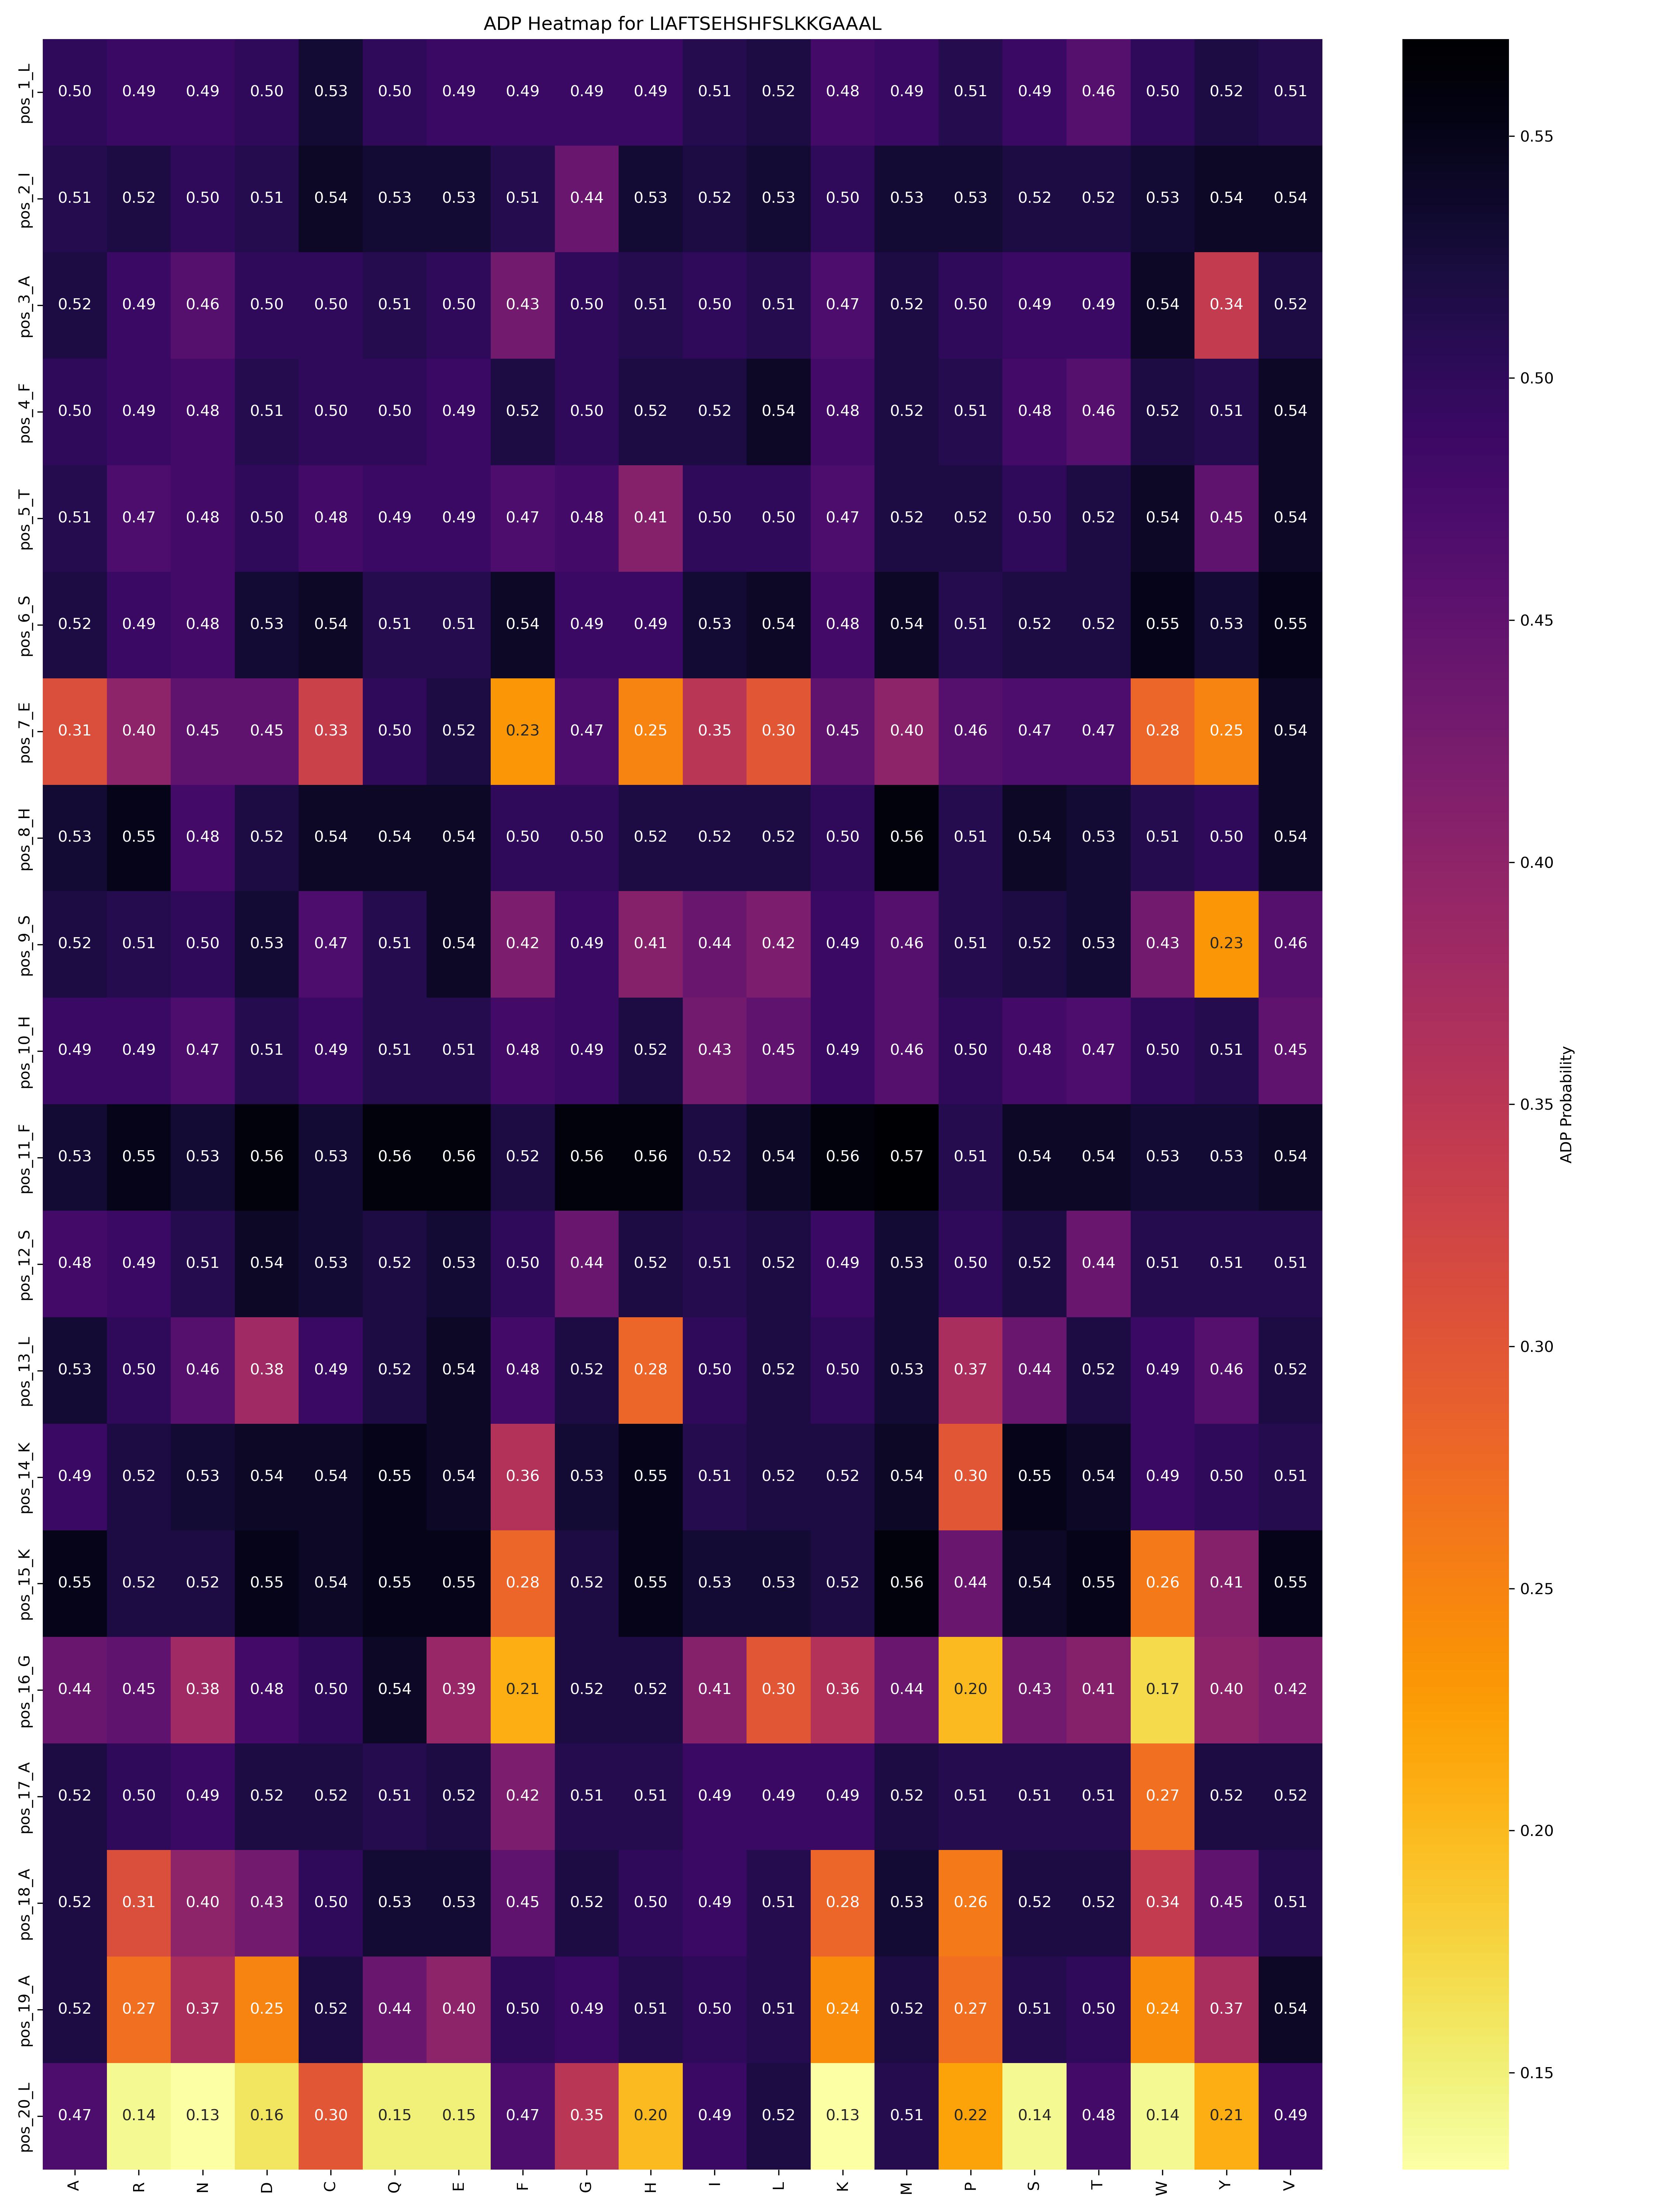 ADP Heatmap for LIAFTSEHSHFSLKKGAAAL
pos_1_L 0.50 0.49 0.49 0.50 0.53 0.50 0.49 0.49 0.49 0.49 0.51 0.52 0.48 0.49 0.51 0.49 0.46 0.50 0.52 0.51
pos_2_I 0.51 0.52 0.50 0.51 0.54 0.53 0.53 0.51 0.44 0.53 0.52 0.53 0.50 0.53 0.53 0.52 0.52 0.53 0.54 0.54
pos_3_A 0.52 0.49 0.46 0.50 0.50 0.51 0.50 0.43 0.50 0.51 0.50 0.51 0.47 0.52 0.50 0.49 0.49 0.54 0.34 0.52
pos_4_F 0.50 0.49 0.48 0.51 0.50 0.50 0.49 0.52 0.50 0.52 0.52 0.54 0.48 0.52 0.51 0.48 0.46 0.52 0.51 0.54
pos_5_T 0.51 0.47 0.48 0.50 0.48 0.49 0.49 0.47 0.48 0.41 0.50 0.50 0.47 0.52 0.52 0.50 0.52 0.54 0.45 0.54
pos_6_S 0.52 0.49 0.48 0.53 0.54 0.51 0.51 0.54 0.49 0.49 0.53 0.54 0.48 0.54 0.51 0.52 0.52 0.55 0.53 0.55
pos_7_E 0.31 0.40 0.45 0.45 0.33 0.50 0.52 0.23 0.47 0.25 0.35 0.30 0.45 0.40 0.46 0.47 0.47 0.28 0.25 0.54
pos_8_H 0.53 0.55 0.48 0.52 0.54 0.54 0.54 0.50 0.50 0.52 0.52 0.52 0.50 0.56 0.51 0.54 0.53 0.51 0.50 0.54
pos_9_S 0.52 0.51 0.50 0.53 0.47 0.51 0.54 0.42 0.49 0.41 0.44 0.42 0.49 0.46 0.51 0.52 0.53 0.43 0.23 0.46
pos_10_H 0.49 0.49 0.47 0.51 0.49 0.51 0.51 0.48 0.49 0.52 0.43 0.45 0.49 0.46 0.50 0.48 0.47 0.50 0.51 0.45
pos_11_F 0.53 0.55 0.53 0.56 0.53 0.56 0.56 0.52 0.56 0.56 0.52 0.54 0.56 0.57 0.51 0.54 0.54 0.53 0.53 0.54
pos_12_S 0.48 0.49 0.51 0.54 0.53 0.52 0.53 0.50 0.44 0.52 0.51 0.52 0.49 0.53 0.50 0.52 0.44 0.51 0.51 0.51
pos_13_L 0.53 0.50 0.46 0.38 0.49 0.52 0.54 0.48 0.52 0.28 0.50 0.52 0.50 0.53 0.37 0.44 0.52 0.49 0.46 0.52
pos_14_K 0.49 0.52 0.53 0.54 0.54 0.55 0.54 0.36 0.53 0.55 0.51 0.52 0.52 0.54 0.30 0.55 0.54 0.49 0.50 0.51
pos_15_K 0.55 0.52 0.52 0.55 0.54 0.55 0.55 0.28 0.52 0.55 0.53 0.53 0.52 0.56 0.44 0.54 0.55 0.26 0.41 0.55
pos_16_G 0.44 0.45 0.38 0.48 0.50 0.54 0.39 0.21 0.52 0.52 0.41 0.30 0.36 0.44 0.20 0.43 0.41 0.17 0.40 0.42
pos_17_A 0.52 0.50 0.49 0.52 0.52 0.51 0.52 0.42 0.51 0.51 0.49 0.49 0.49 0.52 0.51 0.51 0.51 0.27 0.52 0.52
pos_18_A 0.52 0.31 0.40 0.43 0.50 0.53 0.53 0.45 0.52 0.50 0.49 0.51 0.28 0.53 0.26 0.52 0.52 0.34 0.45 0.51
pos_19_A 0.52 0.27 0.37 0.25 0.52 0.44 0.40 0.50 0.49 0.51 0.50 0.51 0.24 0.52 0.27 0.51 0.50 0.24 0.37 0.54
pos_20_L 0.47 0.14 0.13 0.16 0.30 0.15 0.15 0.47 0.35 0.20 0.49 0.52 0.13 0.51 0.22 0.14 0.48 0.14 0.21 0.49
A R N D C Q E F G H I L K M P S T W Y V
0.55
0.50
0.45
0.40
0.35
0.30
0.25
0.20
0.15
ADP Probability